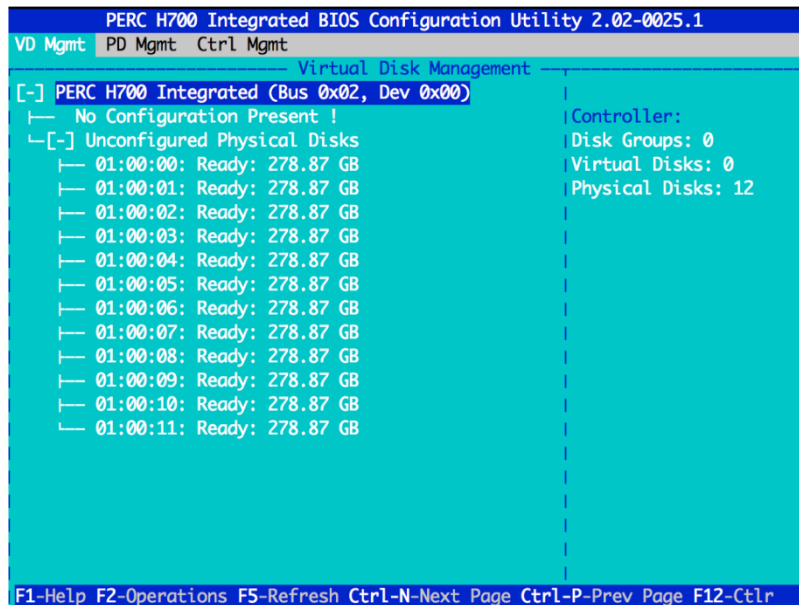 PERC H700 Integrated BIOS Configuration Utility 2.02-0025.1
VD Mgmt PD Mgmt Ctrl Mgmt
Virtual Disk Management
[-] PERC H700 Integrated (Bus 0x02, Dev 0x00)
No Configuration Present !
Controller:
[-] Unconfigured Physical Disks
Disk Groups: 0
01:00:00: Ready: 278.87 GB
Virtual Disks: 0
01:00:01: Ready: 278.87 GB
Physical Disks: 12
01:00:02: Ready: 278.87 GB
01:00:03: Ready: 278.87 GB
01:00:04: Ready: 278.87 GB
01:00:05: Ready: 278.87 GB
01:00:06: Ready: 278.87 GB
01:00:07: Ready: 278.87 GB
01:00:08: Ready: 278.87 GB
01:00:09: Ready: 278.87 GB
01:00:10: Ready: 278.87 GB
01:00:11: Ready: 278.87 GB
F1-Help F2-Operations F5-Refresh Ctrl-N-Next Page Ctrl-P-Prev Page F12-Ctlr